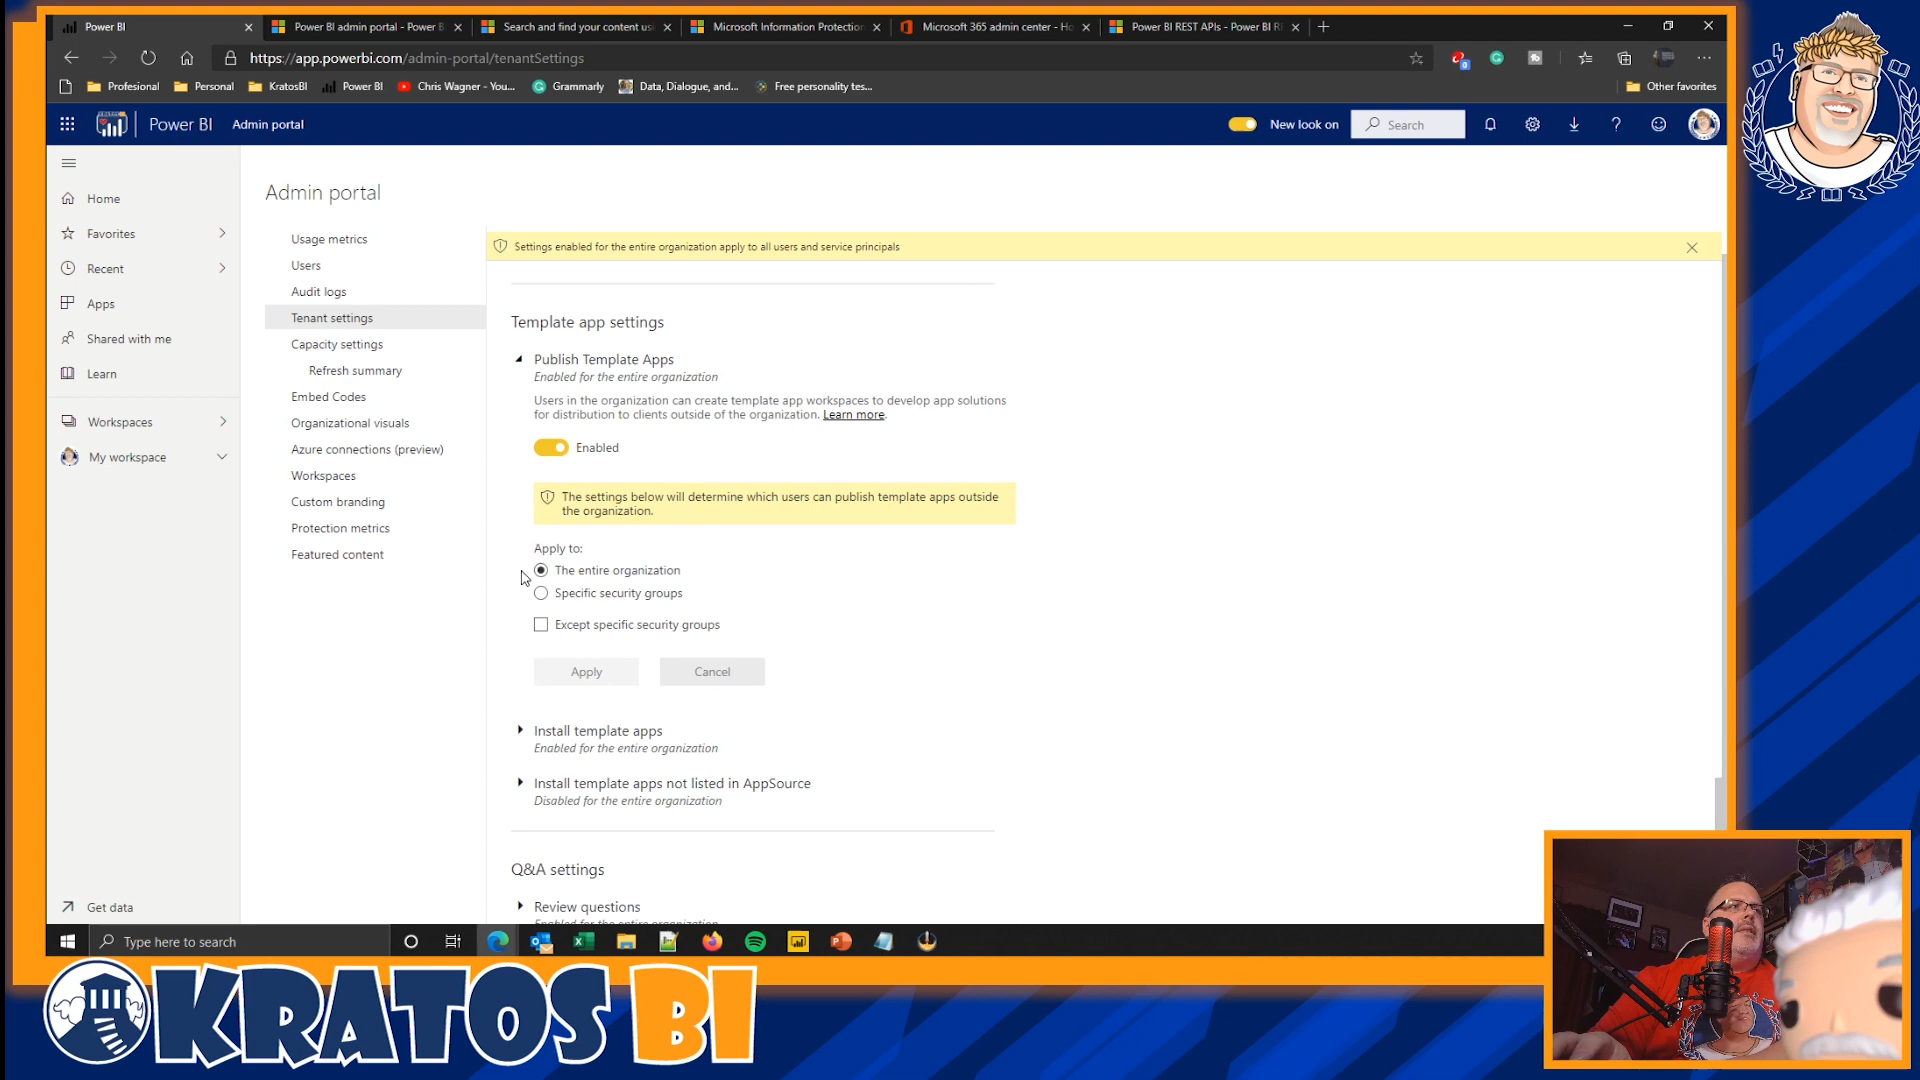 Power BI
Power BI admin portal - Power B
Search and find your content usi
Microsoft Information Protection
Microsoft 365 admin center - Ho
Power BI REST APIs - Power BI R
https://app.powerbi.com/admin-portal/tenantSettings
Profesional
Personal
KratosBI
Power BI
Chris Wagner - You...
Grammarly
Data, Dialogue, and...
Free personality tes...
Other favorites
Power BI
Admin portal
New look on
Search
Home
Favorites
Recent
Apps
Shared with me
Learn
Workspaces
My workspace
Get data
Admin portal
Usage metrics
Users
Audit logs
Tenant settings
Capacity settings
Refresh summary
Embed Codes
Organizational visuals
Azure connections (preview)
Workspaces
Custom branding
Protection metrics
Featured content
Settings enabled for the entire organization apply to all users and service principals
Template app settings
Publish Template Apps
Enabled for the entire organization
Users in the organization can create template app workspaces to develop app solutions
for distribution to clients outside of the organization. Learn more.
Enabled
The settings below will determine which users can publish template apps outside
the organization.
Apply to:
The entire organization
Specific security groups
Except specific security groups
Apply
Cancel
Install template apps
Enabled for the entire organization
Install template apps not listed in AppSource
Disabled for the entire organization
Q&A settings
Review questions
Enabled for the entire organization
Type here to search
KRATOS BI